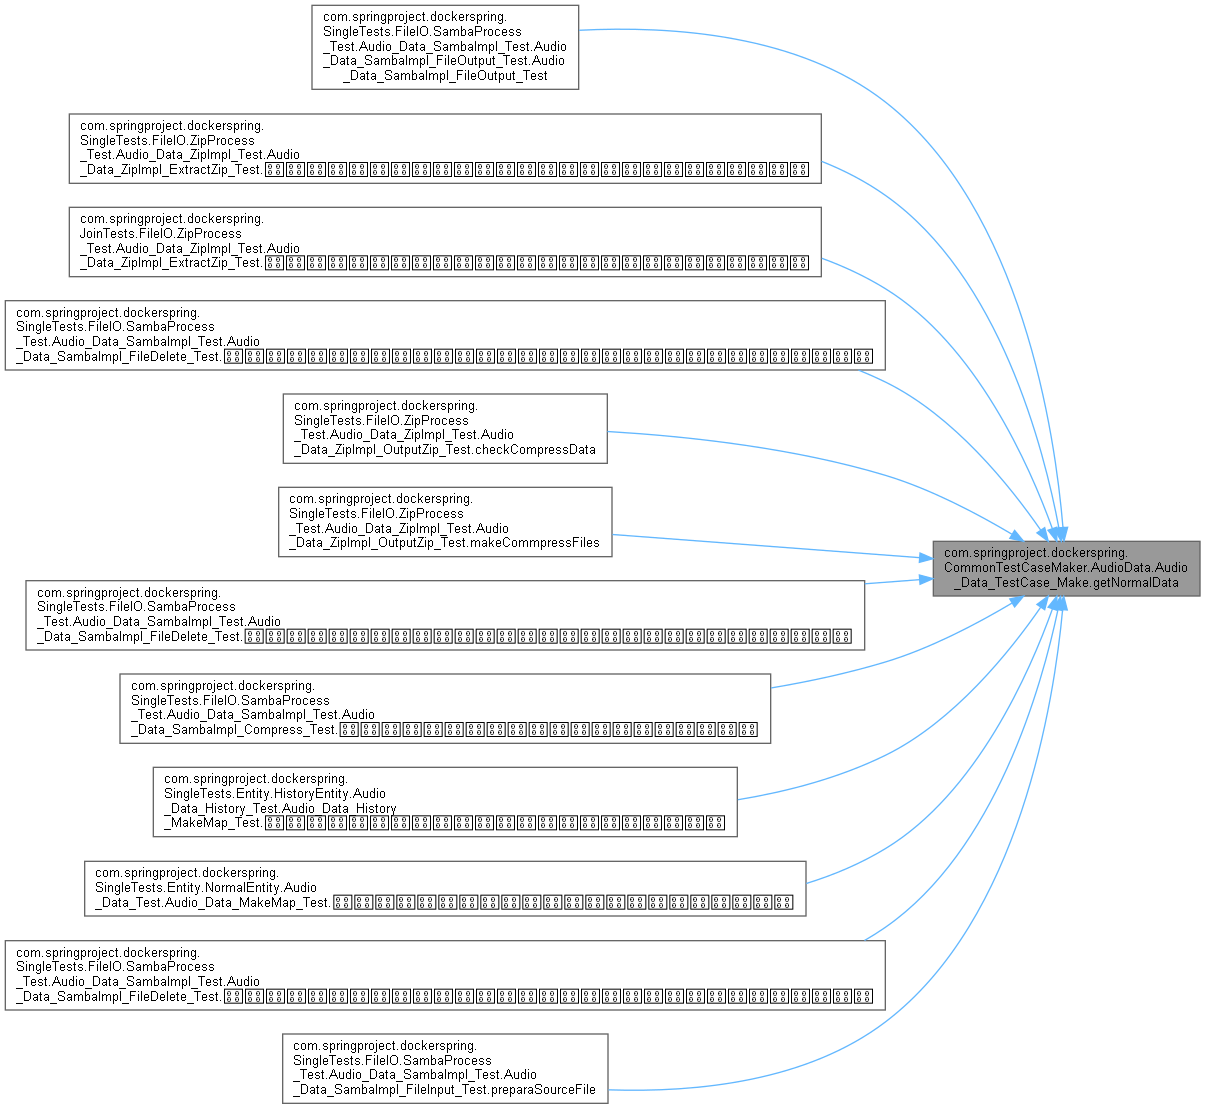 com.springproject.dockerspring.
SingleTests.FileIO.SambaProcess
_Test.Audio_Data_SambaImpl_Test.Audio
_Data_SambaImpl_FileOutput_Test.Audio
_Data_SambaImpl_FileOutput_Test
com.springproject.dockerspring.
SingleTests.FileIO.ZipProcess
_Test.Audio_Data_ZipImpl_Test.Audio
_Data_ZipImpl_ExtractZip_Test.
com.springproject.dockerspring.
JoinTests.FileIO.ZipProcess
_Test.Audio_Data_ZipImpl_Test.Audio
_Data_ZipImpl_ExtractZip_Test.
com.springproject.dockerspring.
SingleTests.FileIO.SambaProcess
_Test.Audio_Data_SambaImpl_Test.Audio
_Data_SambaImpl_FileDelete_Test.
com.springproject.dockerspring.
SingleTests.FileIO.ZipProcess
_Test.Audio_Data_ZipImpl_Test.Audio
_Data_ZipImpl_OutputZip_Test.checkCompressData
com.springproject.dockerspring.
SingleTests.FileIO.ZipProcess
_Test.Audio_Data_ZipImpl_Test.Audio
_Data_ZipImpl_OutputZip_Test.makeCommpressFiles
com.springproject.dockerspring.
CommonTestCaseMaker.AudioData.Audio
_Data_TestCase_Make.getNormalData
com.springproject.dockerspring.
SingleTests.FileIO.SambaProcess
_Test.Audio_Data_SambaImpl_Test.Audio
_Data_SambaImpl_FileDelete_Test.
com.springproject.dockerspring.
SingleTests.FileIO.SambaProcess
_Test.Audio_Data_SambaImpl_Test.Audio
_Data_SambaImpl_Compress_Test.
com.springproject.dockerspring.
SingleTests.Entity.HistoryEntity.Audio
_Data_History_Test.Audio_Data_History
_MakeMap_Test.
com.springproject.dockerspring.
SingleTests.Entity.NormalEntity.Audio
_Data_Test.Audio_Data_MakeMap_Test.
com.springproject.dockerspring.
SingleTests.FileIO.SambaProcess
_Test.Audio_Data_SambaImpl_Test.Audio
_Data_SambaImpl_FileDelete_Test.
com.springproject.dockerspring.
SingleTests.FileIO.SambaProcess
_Test.Audio_Data_SambaImpl_Test.Audio
_Data_SambaImpl_FileInput_Test.preparaSourceFile